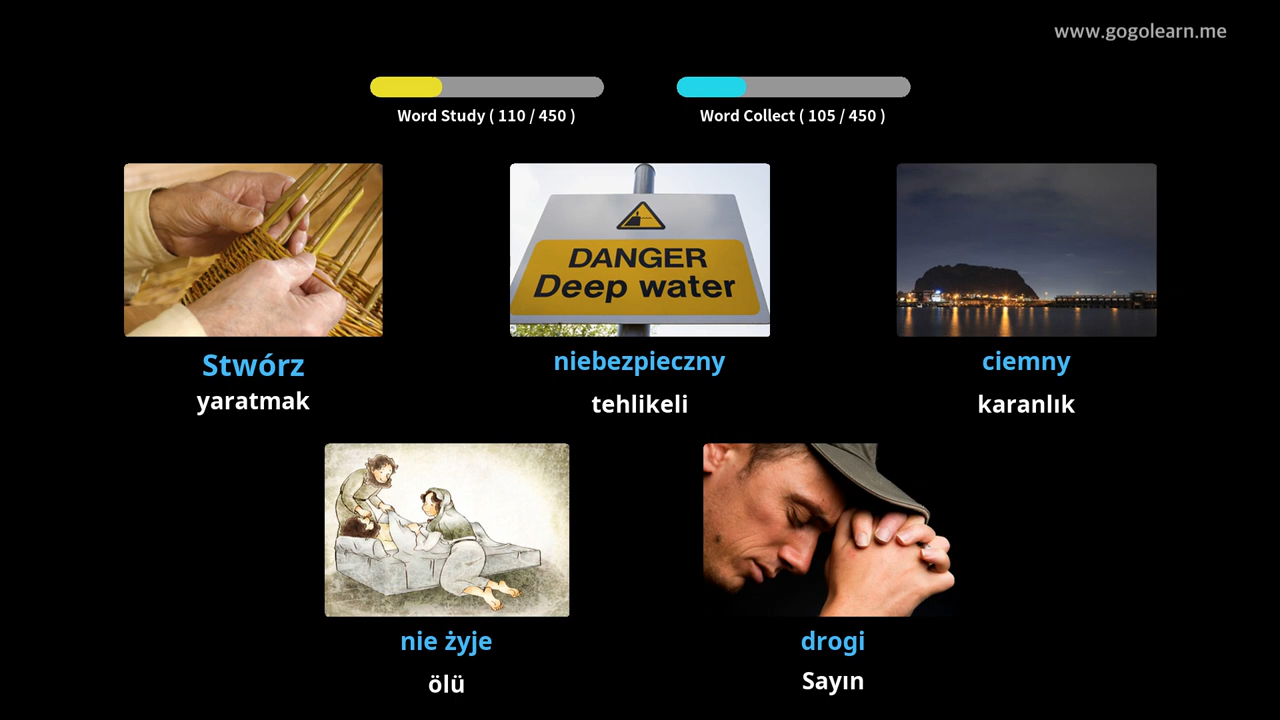 www.gogolearn.me
Word Study ( 110 / 450 )
Word Collect ( 105 / 450 )
DANGER
Deep water
Stwórz
yaratmak
niebezpieczny
tehlikeli
ciemny
karanlık
nie żyje
ölü
drogi
Sayın